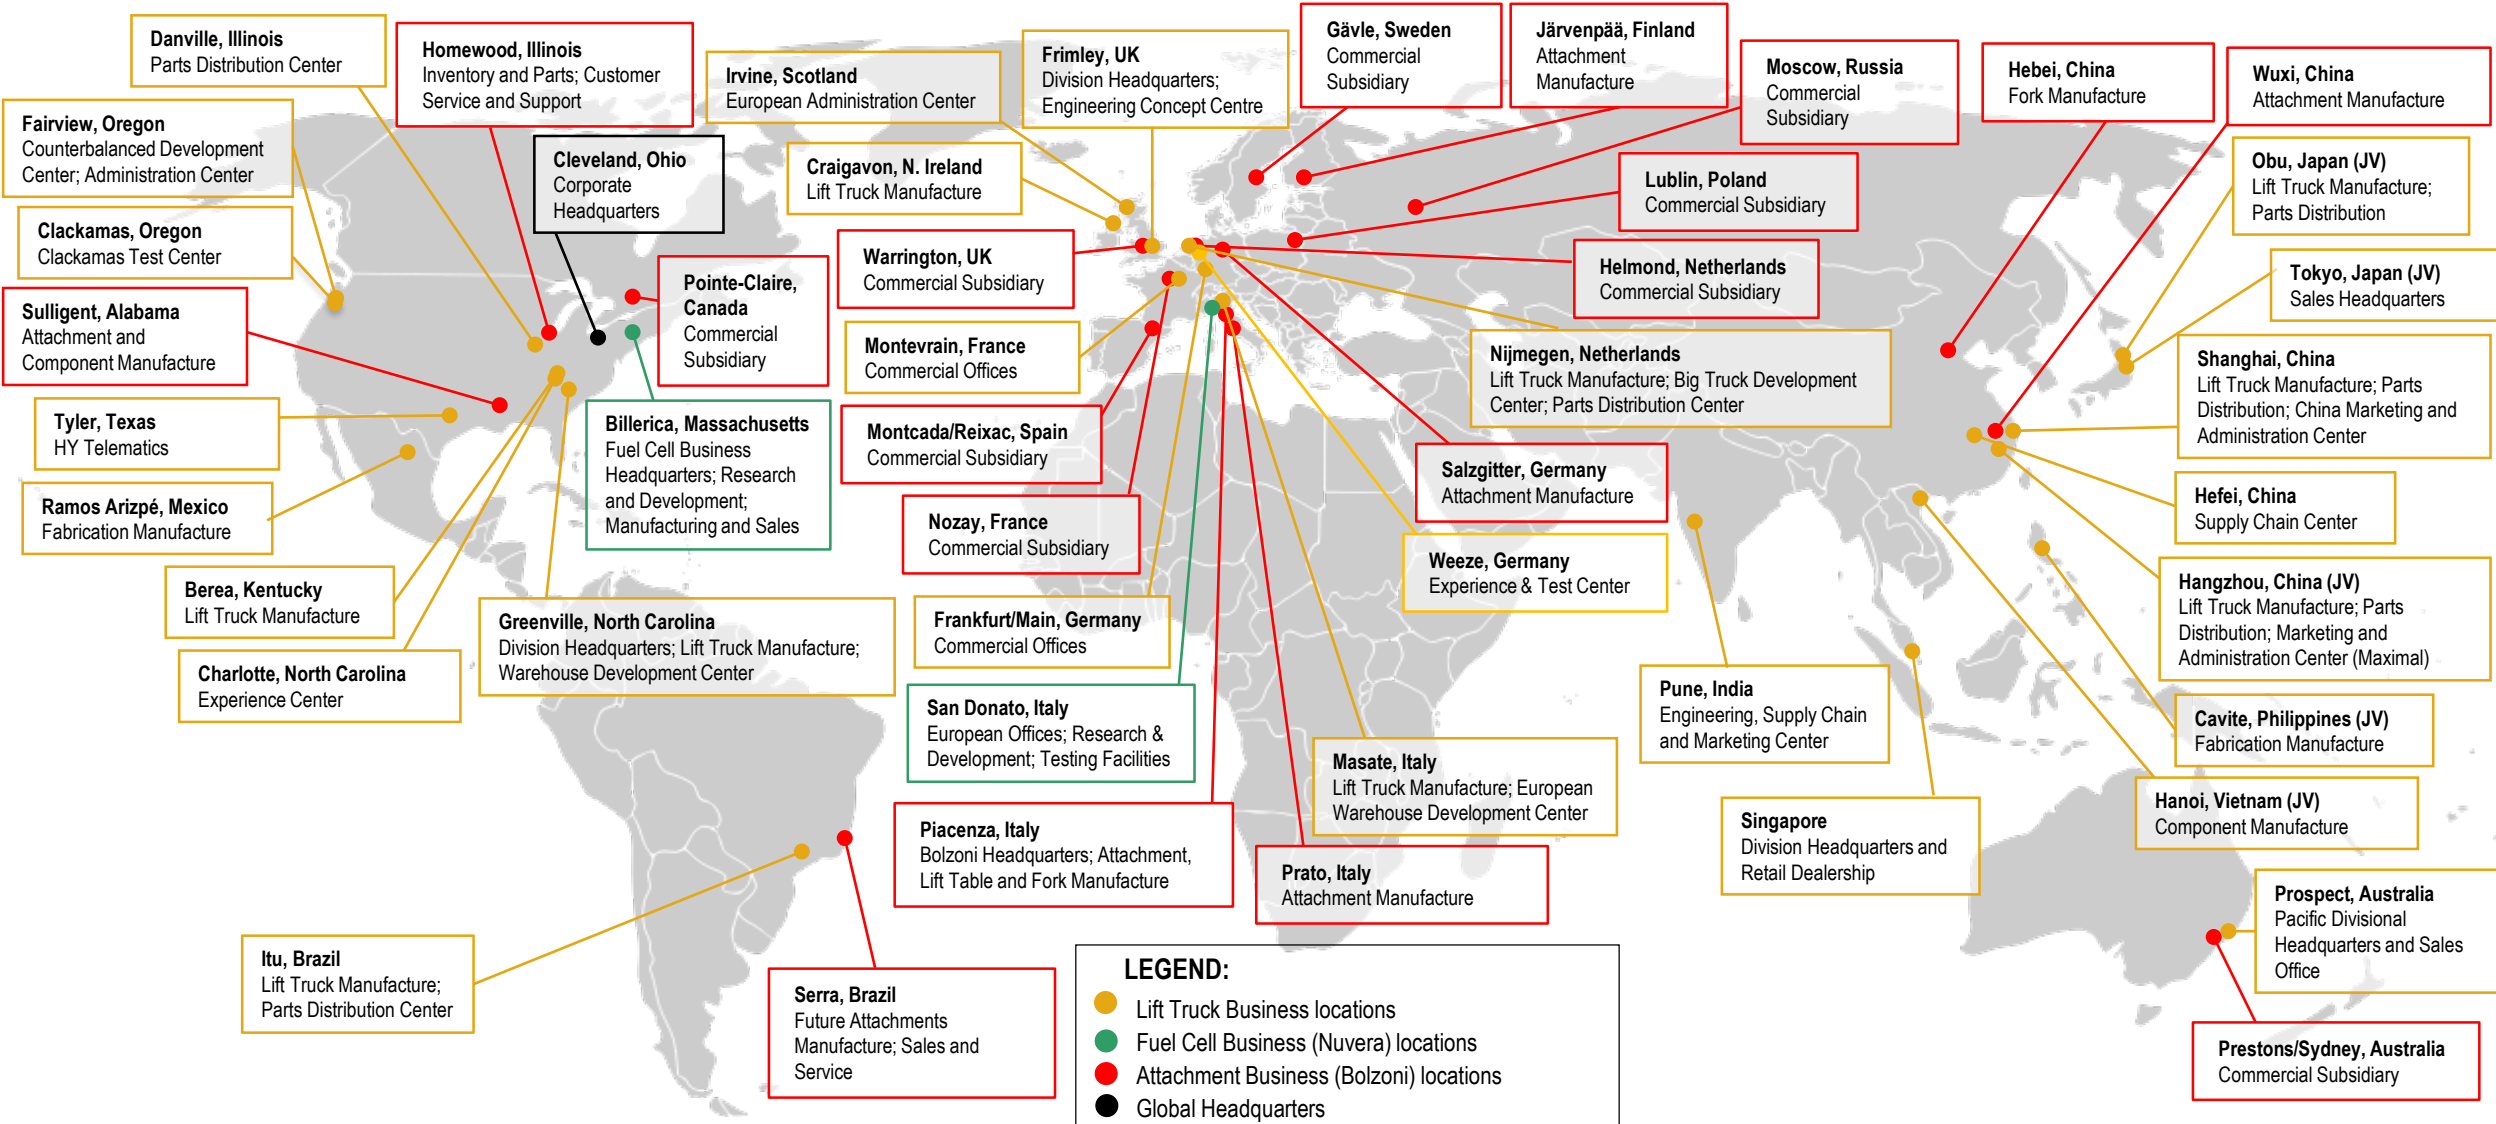 Danville, Illinois
Parts Distribution Center
Homewood, Illinois
Inventory and Parts; Customer
Service and Support
Irvine, Scotland
European Administration Center
Frimley, UK
Division Headquarters;
Engineering Concept Centre
Gävle, Sweden
Commercial
Subsidiary
Järvenpää, Finland
Attachment
Manufacture
Moscow, Russia
Commercial
Subsidiary
Hebei, China
Fork Manufacture
Wuxi, China
Attachment Manufacture
Fairview, Oregon
Counterbalanced Development
Center; Administration Center
Cleveland, Ohio
Corporate
Headquarters
Craigavon, N. Ireland
Lift Truck Manufacture
Lublin, Poland
Commercial Subsidiary
Obu, Japan (JV)
Lift Truck Manufacture;
Parts Distribution
Clackamas, Oregon
Clackamas Test Center
Pointe-Claire,
Canada
Commercial
Subsidiary
Warrington, UK
Commercial Subsidiary
Helmond, Netherlands
Commercial Subsidiary
Tokyo, Japan (JV)
Sales Headquarters
Sulligent, Alabama
Attachment and
Component Manufacture
Montevrain, France
Commercial Offices
Nijmegen, Netherlands
Lift Truck Manufacture; Big Truck Development
Center; Parts Distribution Center
Shanghai, China
Lift Truck Manufacture; Parts
Distribution; China Marketing and
Administration Center
Tyler, Texas
HY Telematics
Billerica, Massachusetts
Fuel Cell Business
Headquarters; Research
and Development;
Manufacturing and Sales
Montcada/Reixac, Spain
Commercial Subsidiary
Salzgitter, Germany
Attachment Manufacture
Hefei, China
Supply Chain Center
Ramos Arizpé, Mexico
Fabrication Manufacture
Nozay, France
Commercial Subsidiary
Weeze, Germany
Experience & Test Center
Hangzhou, China (JV)
Lift Truck Manufacture; Parts
Distribution; Marketing and
Administration Center (Maximal)
Berea, Kentucky
Lift Truck Manufacture
Greenville, North Carolina
Division Headquarters; Lift Truck Manufacture;
Warehouse Development Center
Frankfurt/Main, Germany
Commercial Offices
Charlotte, North Carolina
Experience Center
San Donato, Italy
European Offices; Research &
Development; Testing Facilities
Pune, India
Engineering, Supply Chain
and Marketing Center
Cavite, Philippines (JV)
Fabrication Manufacture
Masate, Italy
Lift Truck Manufacture; European
Warehouse Development Center
Hanoi, Vietnam (JV)
Component Manufacture
Piacenza, Italy
Bolzoni Headquarters; Attachment,
Lift Table and Fork Manufacture
Singapore
Division Headquarters and
Retail Dealership
Prato, Italy
Attachment Manufacture
Prospect, Australia
Pacific Divisional
Headquarters and Sales
Office
Itu, Brazil
Lift Truck Manufacture;
Parts Distribution Center
Serra, Brazil
Future Attachments
Manufacture; Sales and
Service
Prestons/Sydney, Australia
Commercial Subsidiary
LEGEND:
Lift Truck Business locations
Fuel Cell Business (Nuvera) locations
Attachment Business (Bolzoni) locations
Global Headquarters